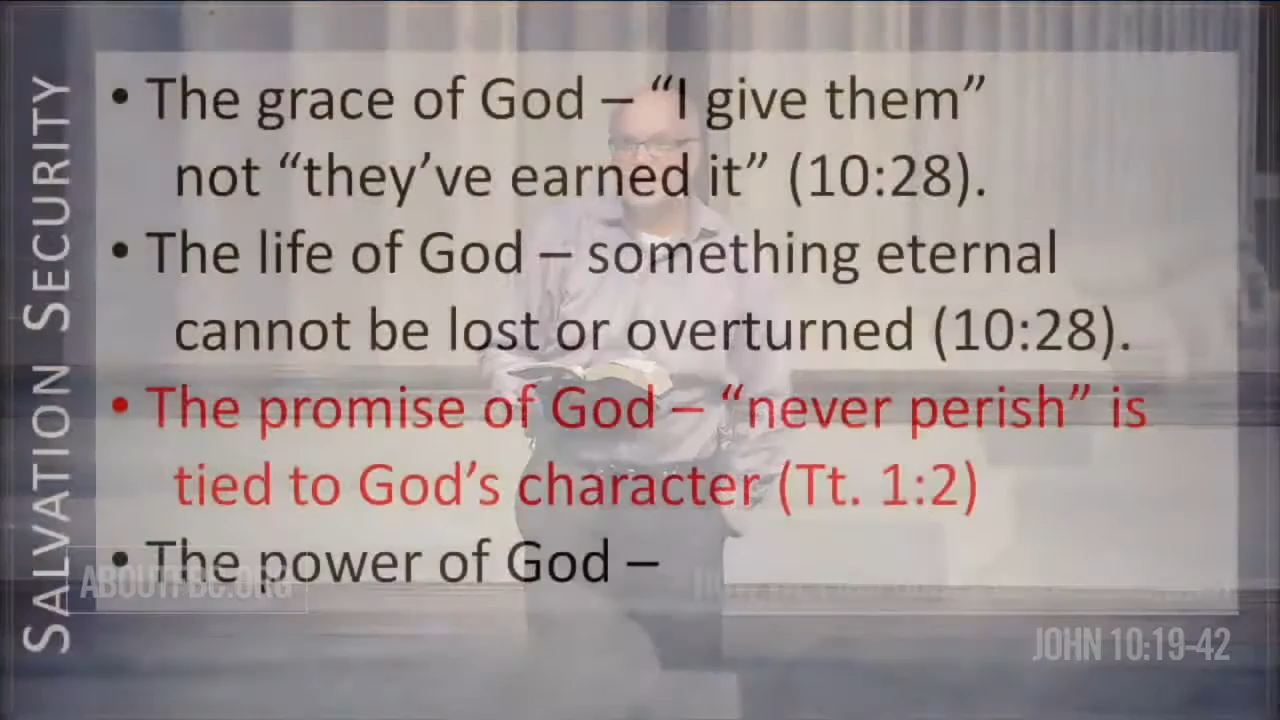 SALVATION SECURITY
• The grace of God – “I give them”
not “they’ve earned it” (10:28).
• The life of God – something eternal
cannot be lost or overturned (10:28).
• The promise of God – “never perish” is
tied to God’s character (Tt. 1:2)
• The power of God –
ABOUTFBC.ORG
JOHN 10:19-42